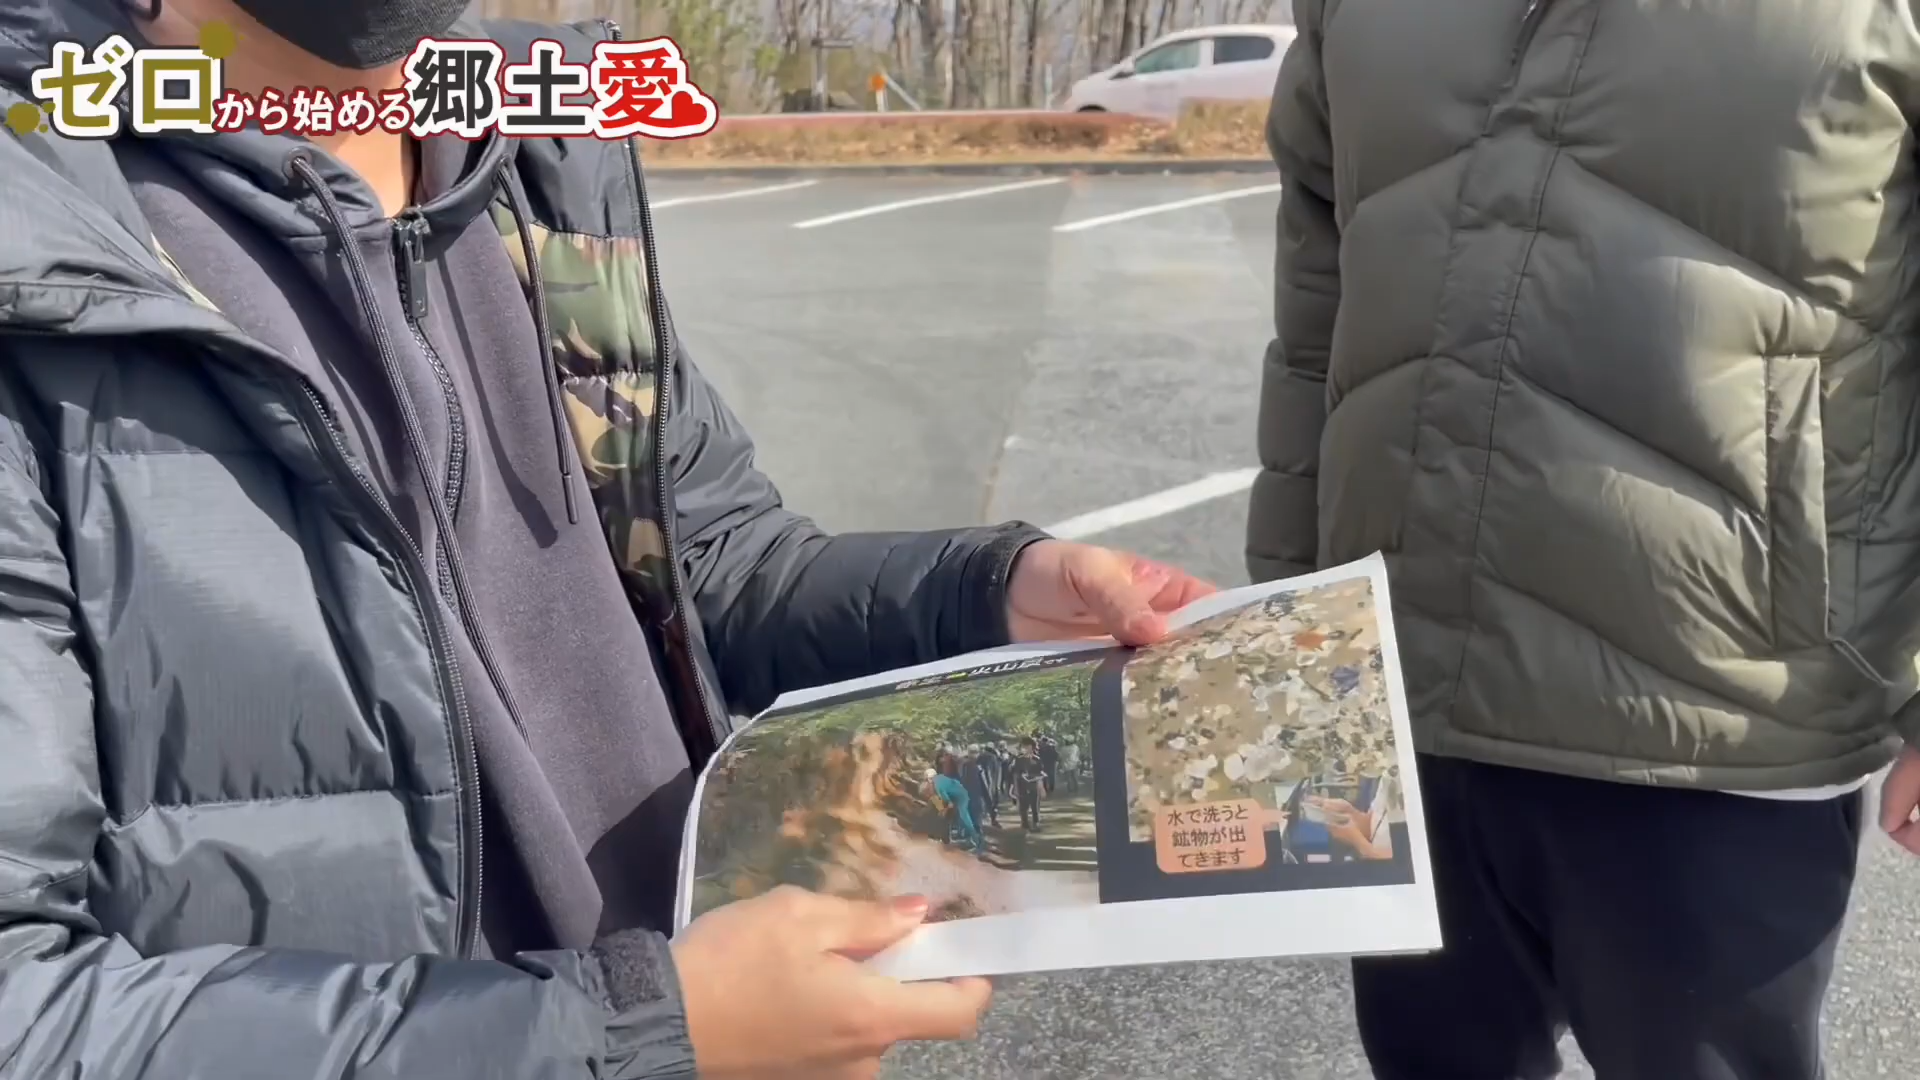 ゼロから始める郷土愛
水で洗うと
鉱物が出
てきます